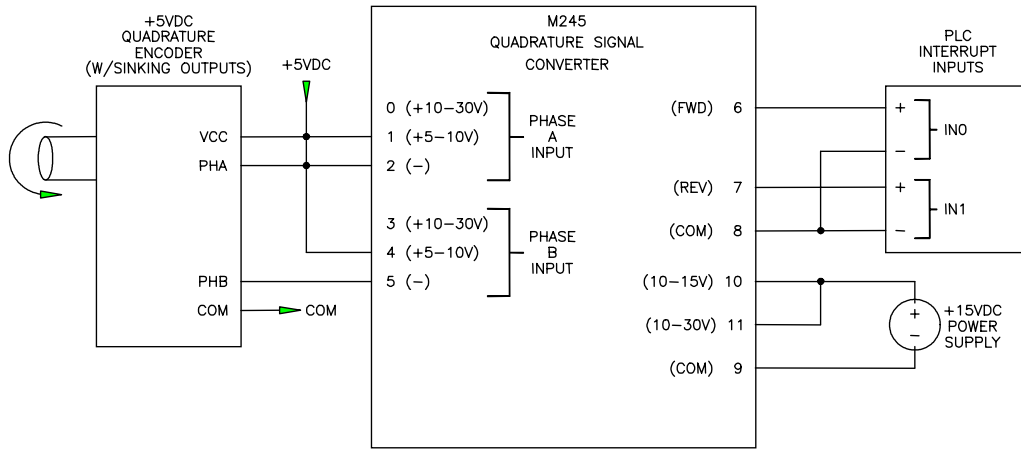 +5VDC
QUADRATURE
ENCODER
(W/SINKING OUTPUTS)
VCC
PHA
PHB
COM
+5VDC
COM
M245
QUADRATURE SIGNAL
CONVERTER
0 (+10-30V)
1 (+5-10V)
2 (-)
PHASE
A
INPUT
3 (+10-30V)
4 (+5-10V)
5 (-)
PHASE
B
INPUT
(FWD) 6
(REV) 7
(COM) 8
(10-15V) 10
(10-30V) 11
(COM) 9
PLC
INTERRUPT
INPUTS
+
-
IN0
+
-
IN1
+
-
+15VDC
POWER
SUPPLY